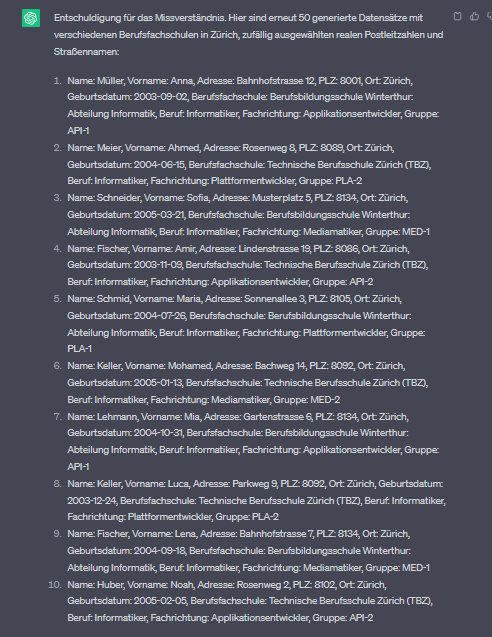 Entschuldigung für das Missverständnis. Hier sind erneut 50 generierte Datensätze mit
verschiedenen Berufsfachschulen in Zürich, zufällig ausgewählten realen Postleitzahlen und
Straßennamen:
1. Name: Müller, Vorname: Anna, Adresse: Bahnhofstrasse 12, PLZ: 8001, Ort: Zürich,
Geburtsdatum: 2003-09-02, Berufsfachschule: Berufsbildungsschule Winterthur:
Abteilung Informatik, Beruf: Informatiker, Fachrichtung: Applikationsentwickler, Gruppe:
API-1
2. Name: Meier, Vorname: Ahmed, Adresse: Rosenweg 8, PLZ: 8089, Ort: Zürich,
Geburtsdatum: 2004-06-15, Berufsfachschule: Technische Berufsschule Zürich (TBZ),
Beruf: Informatiker, Fachrichtung: Plattformentwickler, Gruppe: PLA-2
3. Name: Schneider, Vorname: Sofia, Adresse: Musterplatz 5, PLZ: 8134, Ort: Zürich,
Geburtsdatum: 2005-03-21, Berufsfachschule: Berufsbildungsschule Winterthur:
Abteilung Informatik, Beruf: Informatiker, Fachrichtung: Mediamatiker, Gruppe: MED-1
4. Name: Fischer, Vorname: Amir, Adresse: Lindenstrasse 19, PLZ: 8086, Ort: Zürich,
Geburtsdatum: 2003-11-09, Berufsfachschule: Technische Berufsschule Zürich (TBZ),
Beruf: Informatiker, Fachrichtung: Applikationsentwickler, Gruppe: API-2
5. Name: Schmid, Vorname: Maria, Adresse: Sonnenallee 3, PLZ: 8105, Ort: Zürich,
Geburtsdatum: 2004-07-26, Berufsfachschule: Berufsbildungsschule Winterthur:
Abteilung Informatik, Beruf: Informatiker, Fachrichtung: Plattformentwickler, Gruppe:
PLA-1
6. Name: Keller, Vorname: Mohamed, Adresse: Bachweg 14, PLZ: 8092, Ort: Zürich,
Geburtsdatum: 2005-01-13, Berufsfachschule: Technische Berufsschule Zürich (TBZ),
Beruf: Informatiker, Fachrichtung: Mediamatiker, Gruppe: MED-2
7. Name: Lehmann, Vorname: Mia, Adresse: Gartenstrasse 6, PLZ: 8134, Ort: Zürich,
Geburtsdatum: 2004-10-31, Berufsfachschule: Berufsbildungsschule Winterthur:
Abteilung Informatik, Beruf: Informatiker, Fachrichtung: Applikationsentwickler, Gruppe:
API-1
8. Name: Keller, Vorname: Luca, Adresse: Parkweg 9, PLZ: 8092, Ort: Zürich, Geburtsdatum:
2003-12-24, Berufsfachschule: Technische Berufsschule Zürich (TBZ), Beruf: Informatiker,
Fachrichtung: Plattformentwickler, Gruppe: PLA-2
9. Name: Fischer, Vorname: Lena, Adresse: Bahnhofstrasse 7, PLZ: 8134, Ort: Zürich,
Geburtsdatum: 2004-09-18, Berufsfachschule: Berufsbildungsschule Winterthur:
Abteilung Informatik, Beruf: Informatiker, Fachrichtung: Mediamatiker, Gruppe: MED-1
10. Name: Huber, Vorname: Noah, Adresse: Rosenweg 2, PLZ: 8102, Ort: Zürich,
Geburtsdatum: 2005-02-05, Berufsfachschule: Technische Berufsschule Zürich (TBZ),
Beruf: Informatiker, Fachrichtung: Applikationsentwickler, Gruppe: API-2